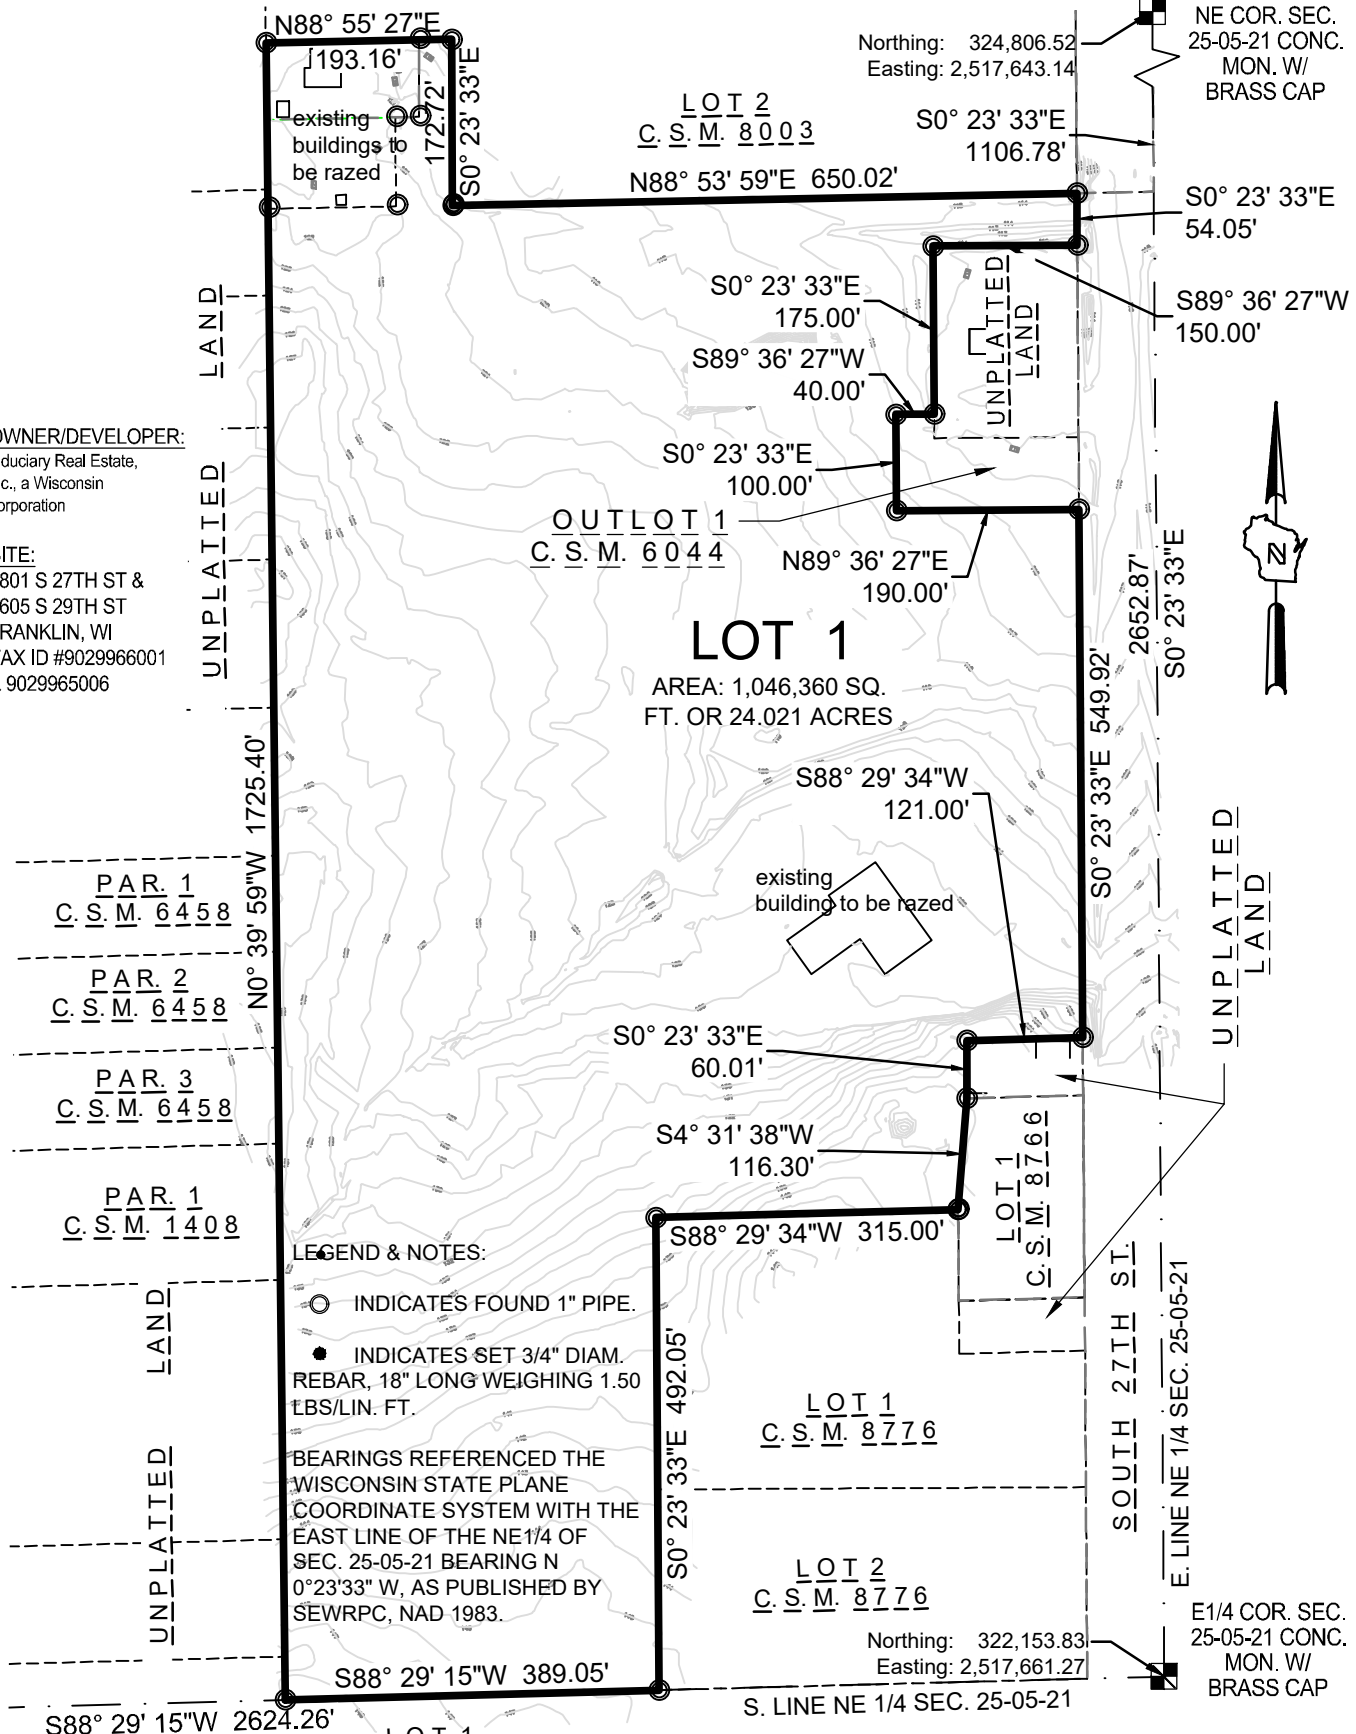 N88° 55' 27"E
193.16'
existing
buildings to
be razed
172.72'
S0° 23' 33"E
LOT 2
C. S. M. 8003
Northing: 324,806.52
Easting: 2,517,643.14
NE COR. SEC.
25-05-21 CONC.
MON. W/
BRASS CAP
S0° 23' 33"E
1106.78'
N88° 53' 59"E 650.02'
S0° 23' 33"E
54.05'
S89° 36' 27"W
150.00'
S0° 23' 33"E
175.00'
UNPLATTED
LAND
S89° 36' 27"W
40.00'
S0° 23' 33"E
100.00'
OUTLOT 1
C. S. M. 6044
N89° 36' 27"E
190.00'
LAND
UNPLATTED
OWNER/DEVELOPER:
duciary Real Estate,
c., a Wisconsin
orporation
SITE:
801 S 27TH ST &
605 S 29TH ST
RANKLIN, WI
TAX ID #9029966001
9029965006
LOT 1
AREA: 1,046,360 SQ.
FT. OR 24.021 ACRES
N
2652.87'
S0° 23' 33"E
S0° 23' 33"E 549.92'
N0° 39' 59"W 1725.40'
S88° 29' 34"W
121.00'
existing
building to be razed
UNPLATTED
LAND
PAR. 1
C. S. M. 6458
PAR. 2
C. S. M. 6458
PAR. 3
C. S. M. 6458
PAR. 1
C. S. M. 1408
S0° 23' 33"E
60.01'
S4° 31' 38"W
116.30'
LOT 1
C. S. M. 8766
S88° 29' 34"W 315.00'
LEGEND & NOTES:
INDICATES FOUND 1" PIPE.
INDICATES SET 3/4" DIAM.
REBAR, 18" LONG WEIGHING 1.50
LBS/LIN. FT.
BEARINGS REFERENCED THE
WISCONSIN STATE PLANE
COORDINATE SYSTEM WITH THE
EAST LINE OF THE NE1/4 OF
SEC. 25-05-21 BEARING N
0°23'33" W, AS PUBLISHED BY
SEWRPC, NAD 1983.
LAND
UNPLATTED
S0° 23' 33"E 492.05'
LOT 1
C. S. M. 8776
LOT 2
C. S. M. 8776
SOUTH 27TH ST.
E. LINE NE 1/4 SEC. 25-05-21
Northing: 322,153.83
Easting: 2,517,661.27
E1/4 COR. SEC.
25-05-21 CONC.
MON. W/
BRASS CAP
S88° 29' 15"W 389.05'
S. LINE NE 1/4 SEC. 25-05-21
S88° 29' 15"W 2624.26'
LOT 1